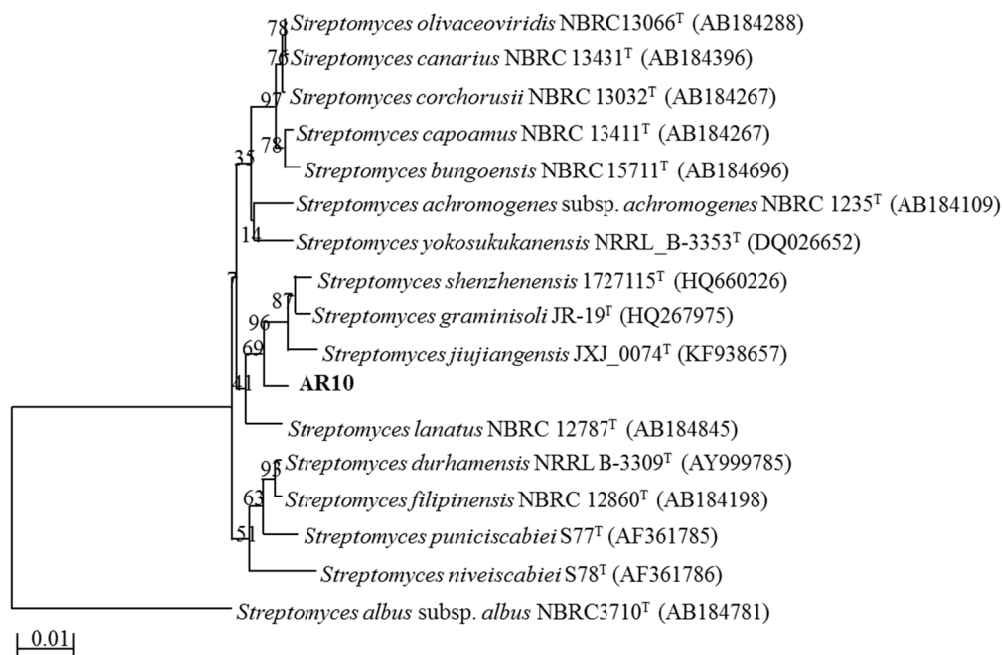 78
Streptomyces olivaceoviridis NBRC13066T (AB184288)
76
Streptomyces canarius NBRC 13431T (AB184396)
97
Streptomyces corchorusii NBRC 13032T (AB184267)
Streptomyces capoamus NBRC 13411T (AB184267)
78
35
Streptomyces bungoensis NBRC15711T (AB184696)
Streptomyces achromogenes subsp. achromogenes NBRC 1235T (AB184109)
14
Streptomyces yokosukukanensis NRRL_B-3353T (DQ026652)
7
Streptomyces shenzhenensis 1727115T (HQ660226)
87
Streptomyces graminisoli JR-19T (HQ267975)
96
69
Streptomyces jiujiangensis JXJ_0074T (KF938657)
41
AR10
Streptomyces lanatus NBRC 12787T (AB184845)
Streptomyces durhamensis NRRL B-3309T (AY999785)
93
63
Streptomyces filipinensis NBRC 12860T (AB184198)
51
Streptomyces puniciscabiei S77T (AF361785)
Streptomyces niveiscabiei S78T (AF361786)
Streptomyces albus subsp. albus NBRC3710T (AB184781)
0.01